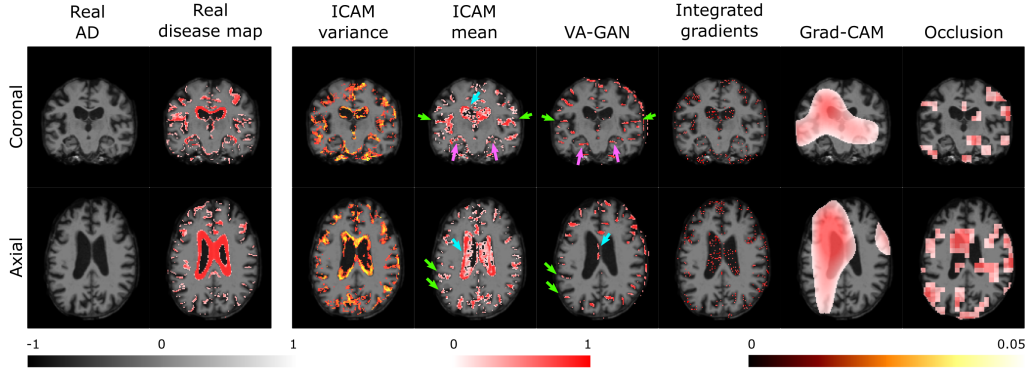 Real
AD
Real
disease map
ICAM
variance
ICAM
mean
VA-GAN
Integrated
gradients
Grad-CAM
Occlusion
Coronal
Axial
-1 0 1
0 1
0 0.05